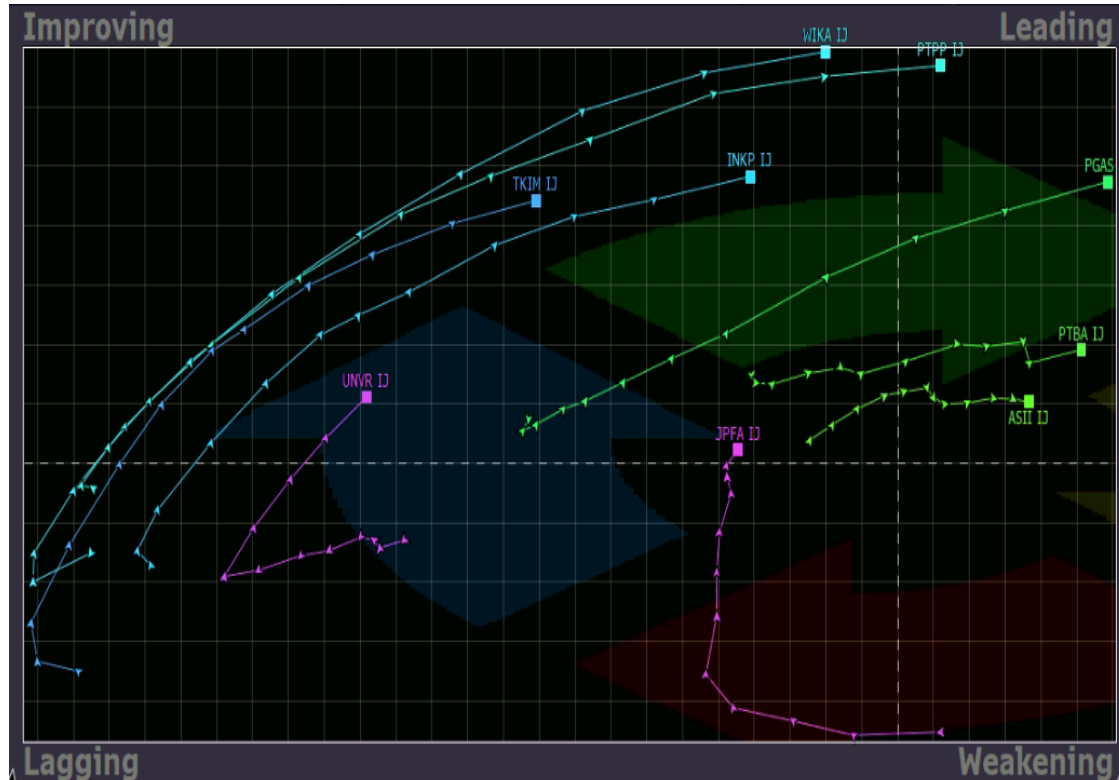 Improving
Leading
WIKA IJ
PTPP IJ
INKP IJ
PGAS
TKIM IJ
PTBA IJ
UNVR IJ
ASII IJ
JPFA IJ
Lagging
Weakening